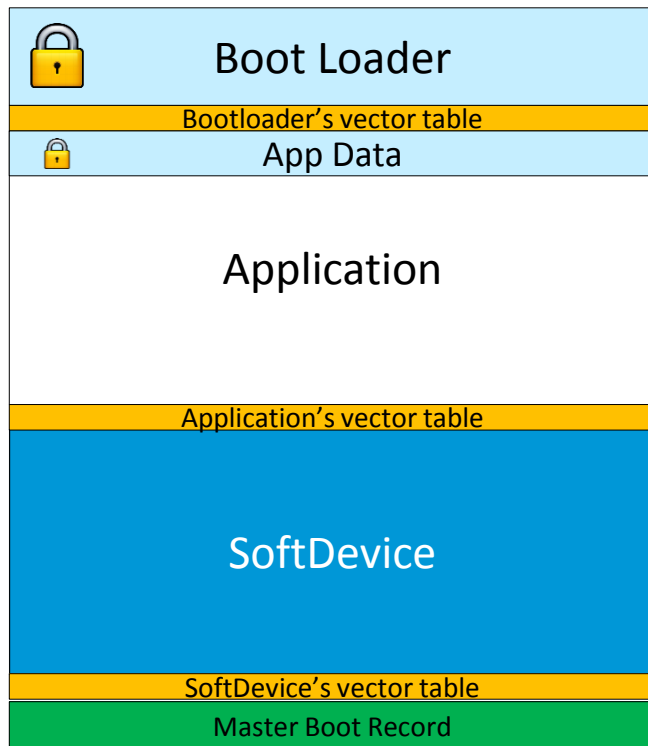 Boot Loader
Bootloader’s vector table
App Data
Application
Application’s vector table
SoftDevice
SoftDevice’s vector table
Master Boot Record